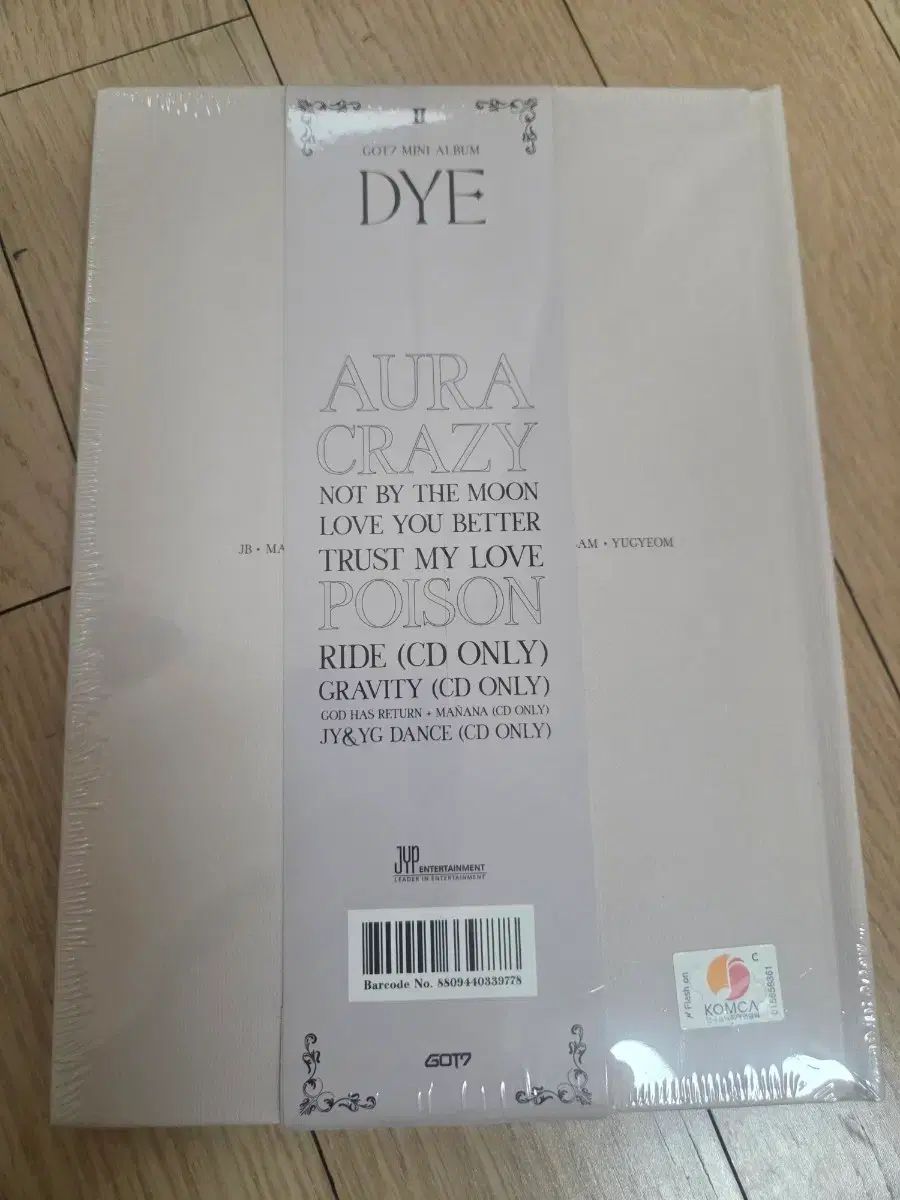 II
GOT7 MINI ALBUM
DYE
AURA
CRAZY
NOT BY THE MOON
LOVE YOU BETTER
JB • MA
TRUST MY LOVE
AM • YUGYEOM
POISON
RIDE (CD ONLY)
GRAVITY (CD ONLY)
GOD HAS RETURN + MAÑANA (CD ONLY)
JY&YG DANCE (CD ONLY)
JYP ENTERTAINMENT
LEADER IN ENTERTAINMENT
Barcode No. 8809440339778
Flash on
C
KOMCA
GOT7